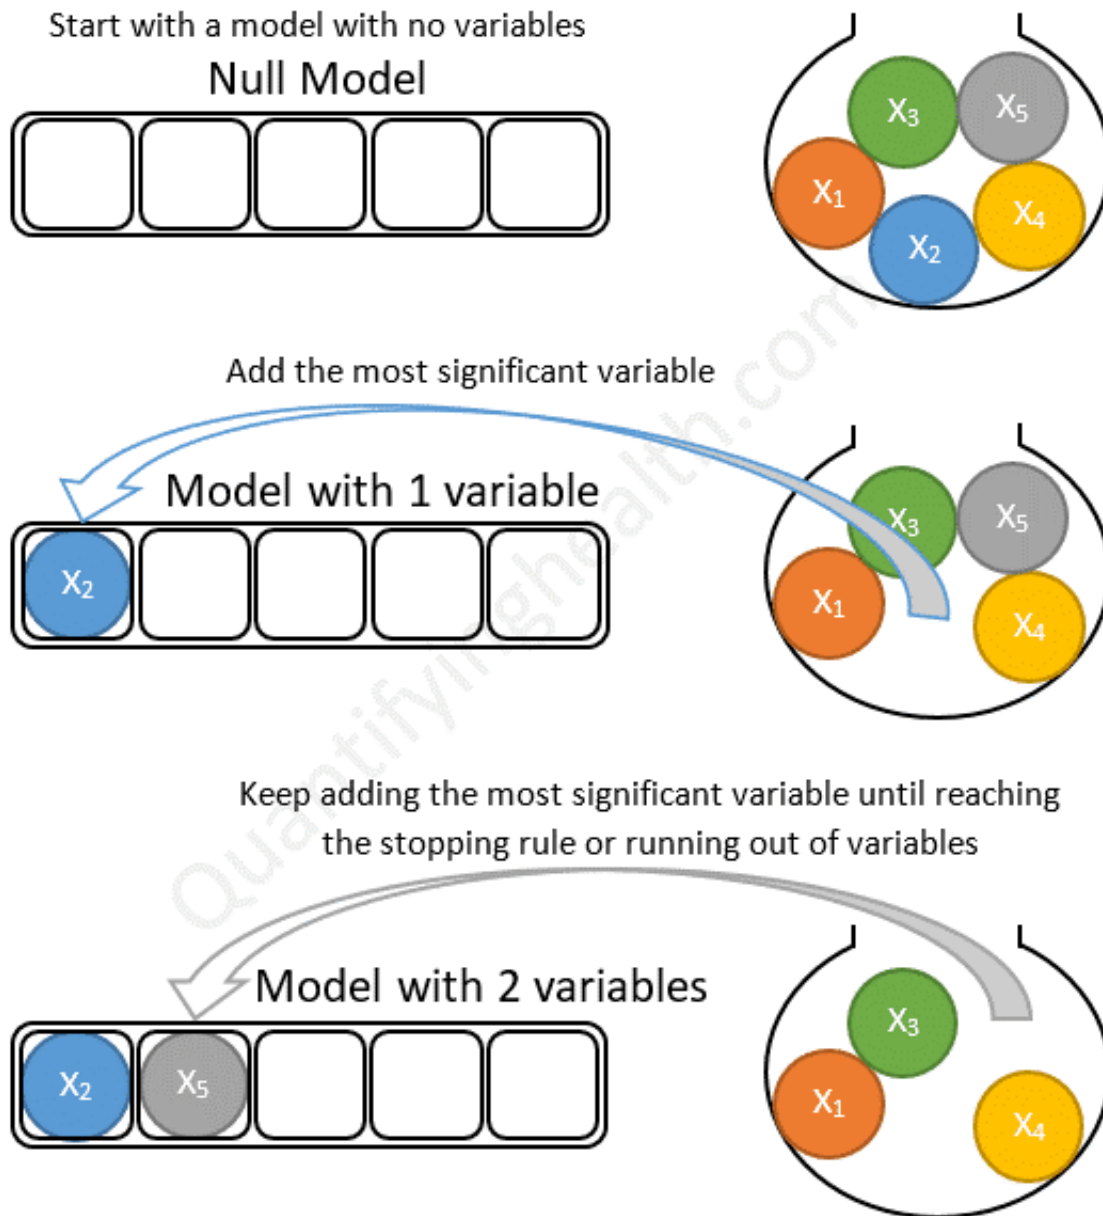 Start with a model with no variables
Null Model
X₃ X₅
X₁
X₄
X₂
Add the most significant variable
Model with 1 variable
X₃ X₅
X₂
X₁
X₄
Keep adding the most significant variable until reaching
the stopping rule or running out of variables
Model with 2 variables
X₃
X₂ X₅
X₁
X₄
Quantifyinghealth.com